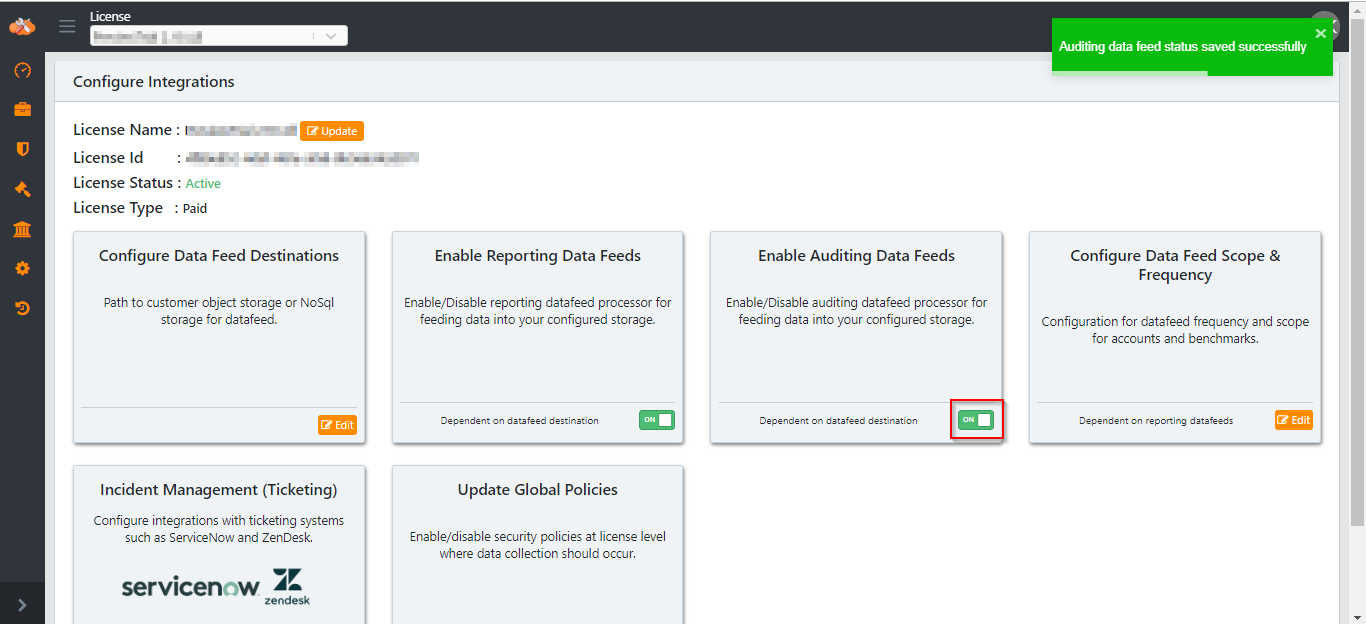 License
Auditing data feed status saved successfully
Configure Integrations
License Name :
Update
License Id :
License Status : Active
License Type : Paid
Configure Data Feed Destinations
Path to customer object storage or NoSql
storage for datafeed.
Edit
Enable Reporting Data Feeds
Enable/Disable reporting datafeed processor for
feeding data into your configured storage.
Dependent on datafeed destination
ON
Enable Auditing Data Feeds
Enable/Disable auditing datafeed processor for
feeding data into your configured storage.
Dependent on datafeed destination
ON
Configure Data Feed Scope &
Frequency
Configuration for datafeed frequency and scope
for accounts and benchmarks.
Dependent on reporting datafeeds
Edit
Incident Management (Ticketing)
Configure integrations with ticketing systems
such as ServiceNow and ZenDesk.
servicenow
zendesk
Update Global Policies
Enable/disable security policies at license level
where data collection should occur.